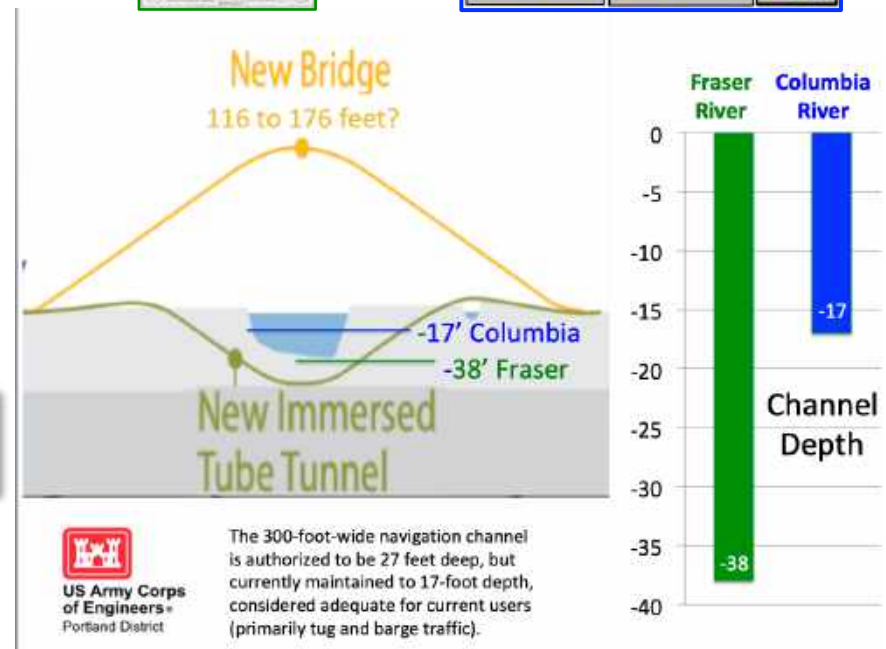 New Bridge
116 to 176 feet?
-17' Columbia
-38' Fraser
New Immersed
Tube Tunnel
US Army Corps
of Engineers®
Portland District
The 300-foot-wide navigation channel
is authorized to be 27 feet deep, but
currently maintained to 17-foot depth,
considered adequate for current users
(primarily tug and barge traffic).
Fraser
River
Columbia
River
0
-5
-10
-15
-20
-25
-30
-35
-40
-17
-38
Channel
Depth